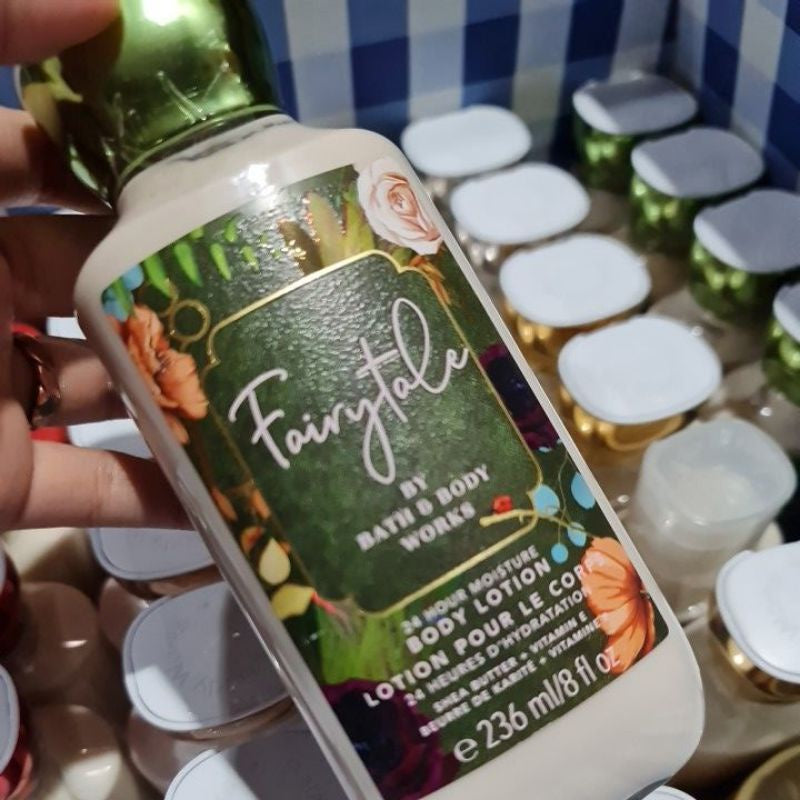 Fairytale
BY
BATH & BODY
WORKS
24 HOUR MOISTURE
BODY LOTION
LOTION POUR LE CORPS
24 HEURES D'HYDRATATION
SHEA BUTTER + VITAMIN E
BEURRE DE KARITÉ + VITAMINE
e 236 ml/8 fl oz